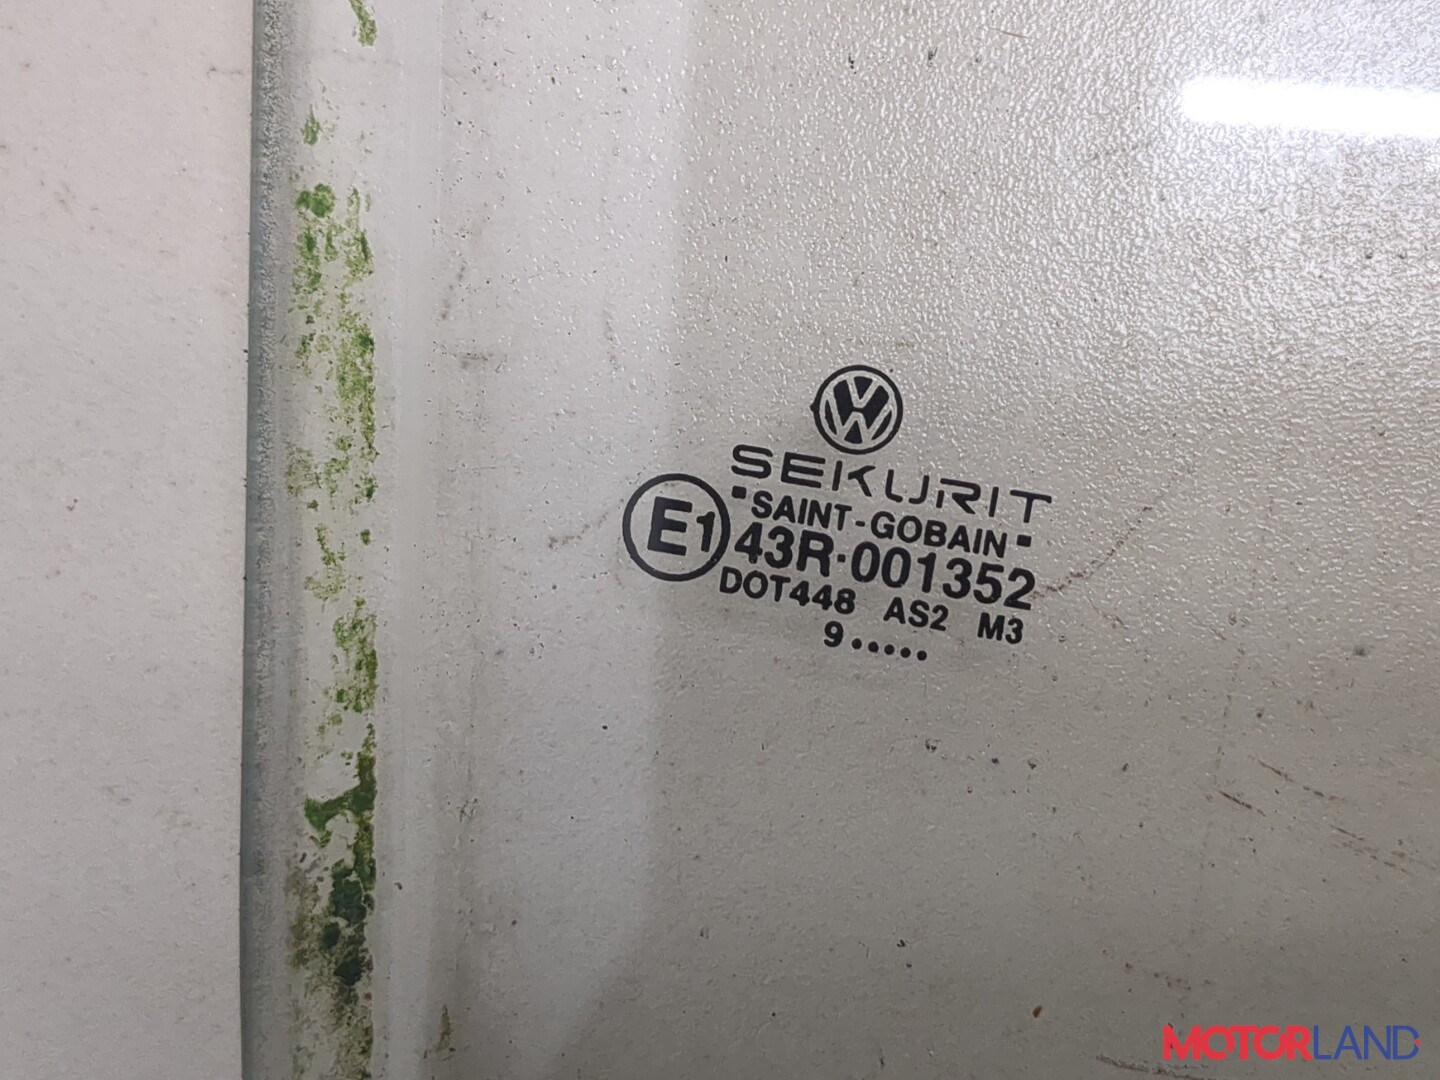 VW
SEKURIT
▪SAINT-GOBAIN▪
E1 43R·001352
DOT448 AS2 M3
9.....
MOTORLAND